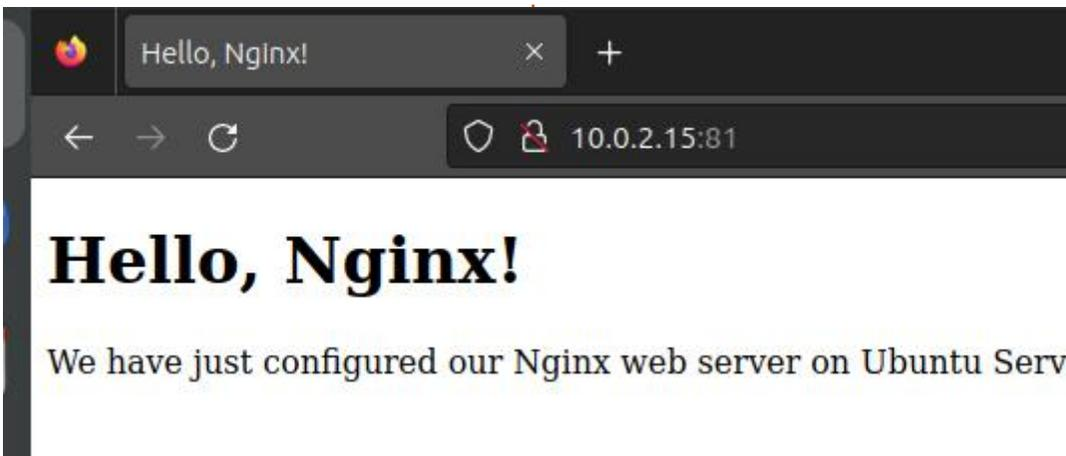 Hello, Nginx!
10.0.2.15:81
Hello, Nginx!
We have just configured our Nginx web server on Ubuntu Serv